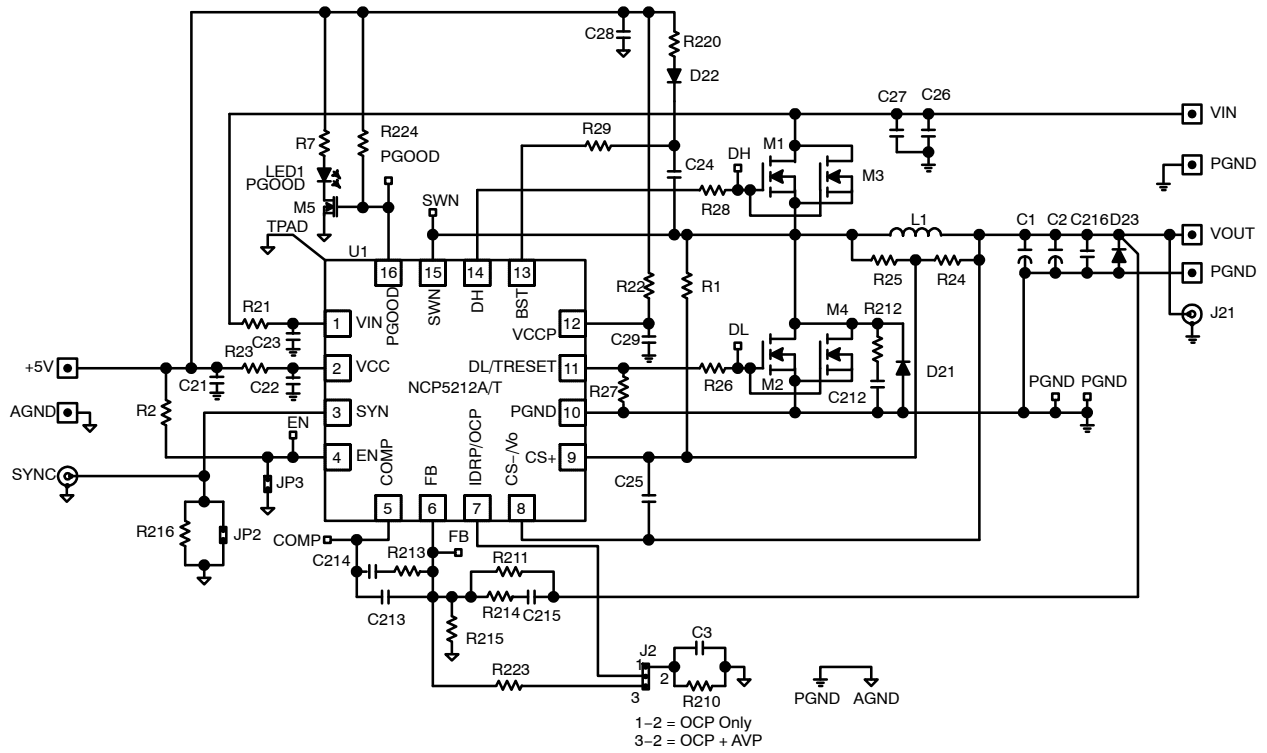 C28
R220
D22
C27
C26
VIN
R7
R224
PGOOD
R29
C24
DH
M1
M3
PGND
LED1
PGOOD
M5
SWN
R28
TPAD
L1
C1
C2
C216
D23
VOUT
U1
16
15
14
13
PGOOD
SWN
DH
BST
R25
R24
PGND
R22
R1
R21
1
VIN
12
VCCP
C23
C29
M4
R212
J21
+5V
R23
2
VCC
DL/TRESET
11
DL
C21
C22
NCP5212A/T
R27
R26
M2
D21
C212
R2
AGND
3
SYN
PGND
10
PGND
PGND
EN
4
EN
COMP
FB
IDRP/OCP
CS−/Vo
CS+
9
SYNC
JP3
C25
5
6
7
8
R216
JP2
COMP
FB
C214
R213
R211
C213
R214
C215
R215
C3
J2
1
2
3
R223
R210
PGND
AGND
1−2 = OCP Only
3−2 = OCP + AVP